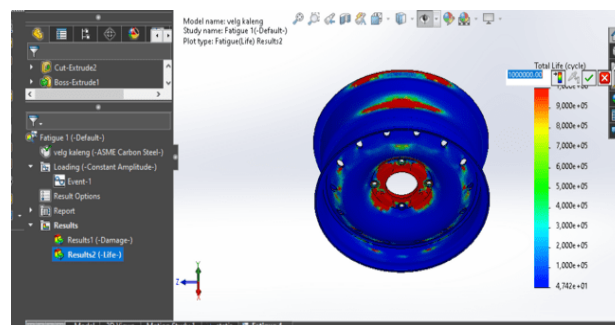 Model name: velg kaleng
Study name: Fatigue 1(-Default-)
Plot type: Fatigue(Life) Results2
Cut-Extrude2
Boss-Extrude1
Fatigue 1 (-Default-)
velg kaleng (-ASME Carbon Steel-)
Loading (-Constant Amplitude-)
Event-1
Result Options
Report
Results
Results1 (-Damage-)
Results2 (-Life-)
Total Life (cycle)
1000000.00
9,000e+05
8,000e+05
7,000e+05
6,000e+05
5,000e+05
4,000e+05
3,000e+05
2,000e+05
1,000e+05
4,742e+01
Y
Z